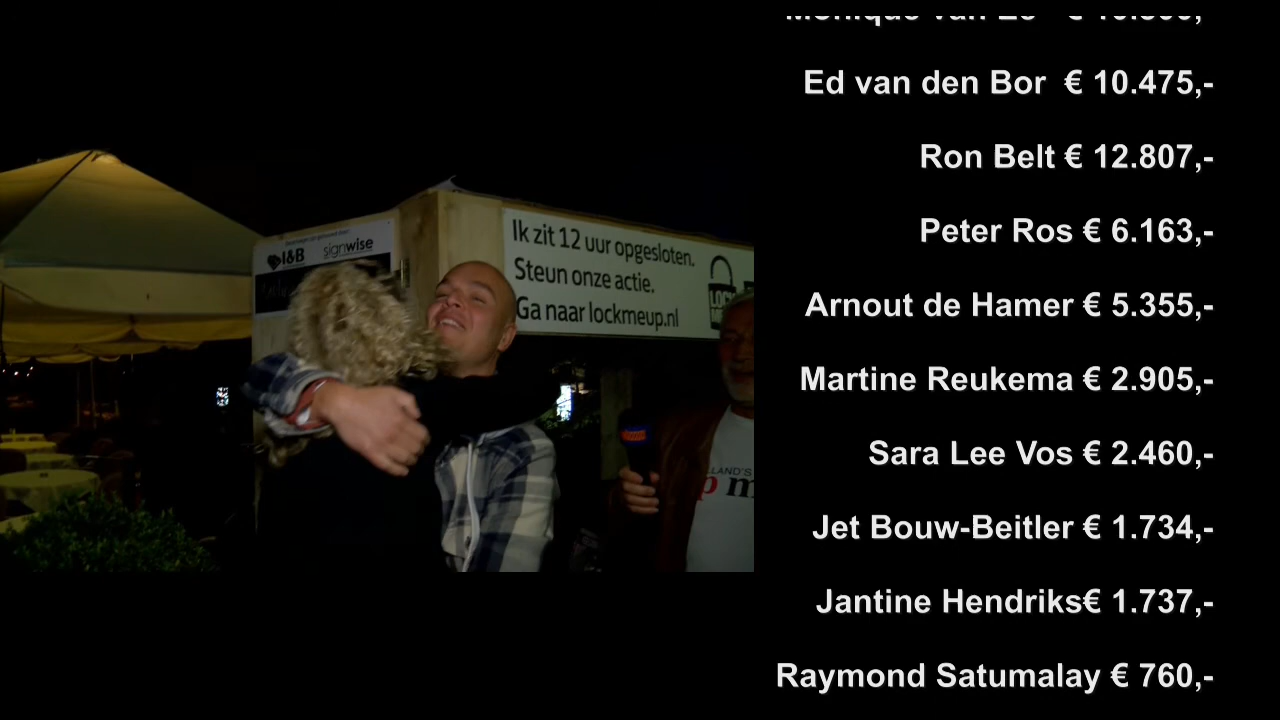 Ed van den Bor € 10.475,-
Ron Belt € 12.807,-
Peter Ros € 6.163,-
Arnout de Hamer € 5.355,-
Martine Reukema € 2.905,-
Sara Lee Vos € 2.460,-
Jet Bouw-Beitler € 1.734,-
Jantine Hendriks€ 1.737,-
Raymond Satumalay € 760,-
I&B signwise
Ik zit 12 uur opgesloten.
Steun onze actie.
Ga naar lockmeup.nl
LOCK
LLAND'S
p m